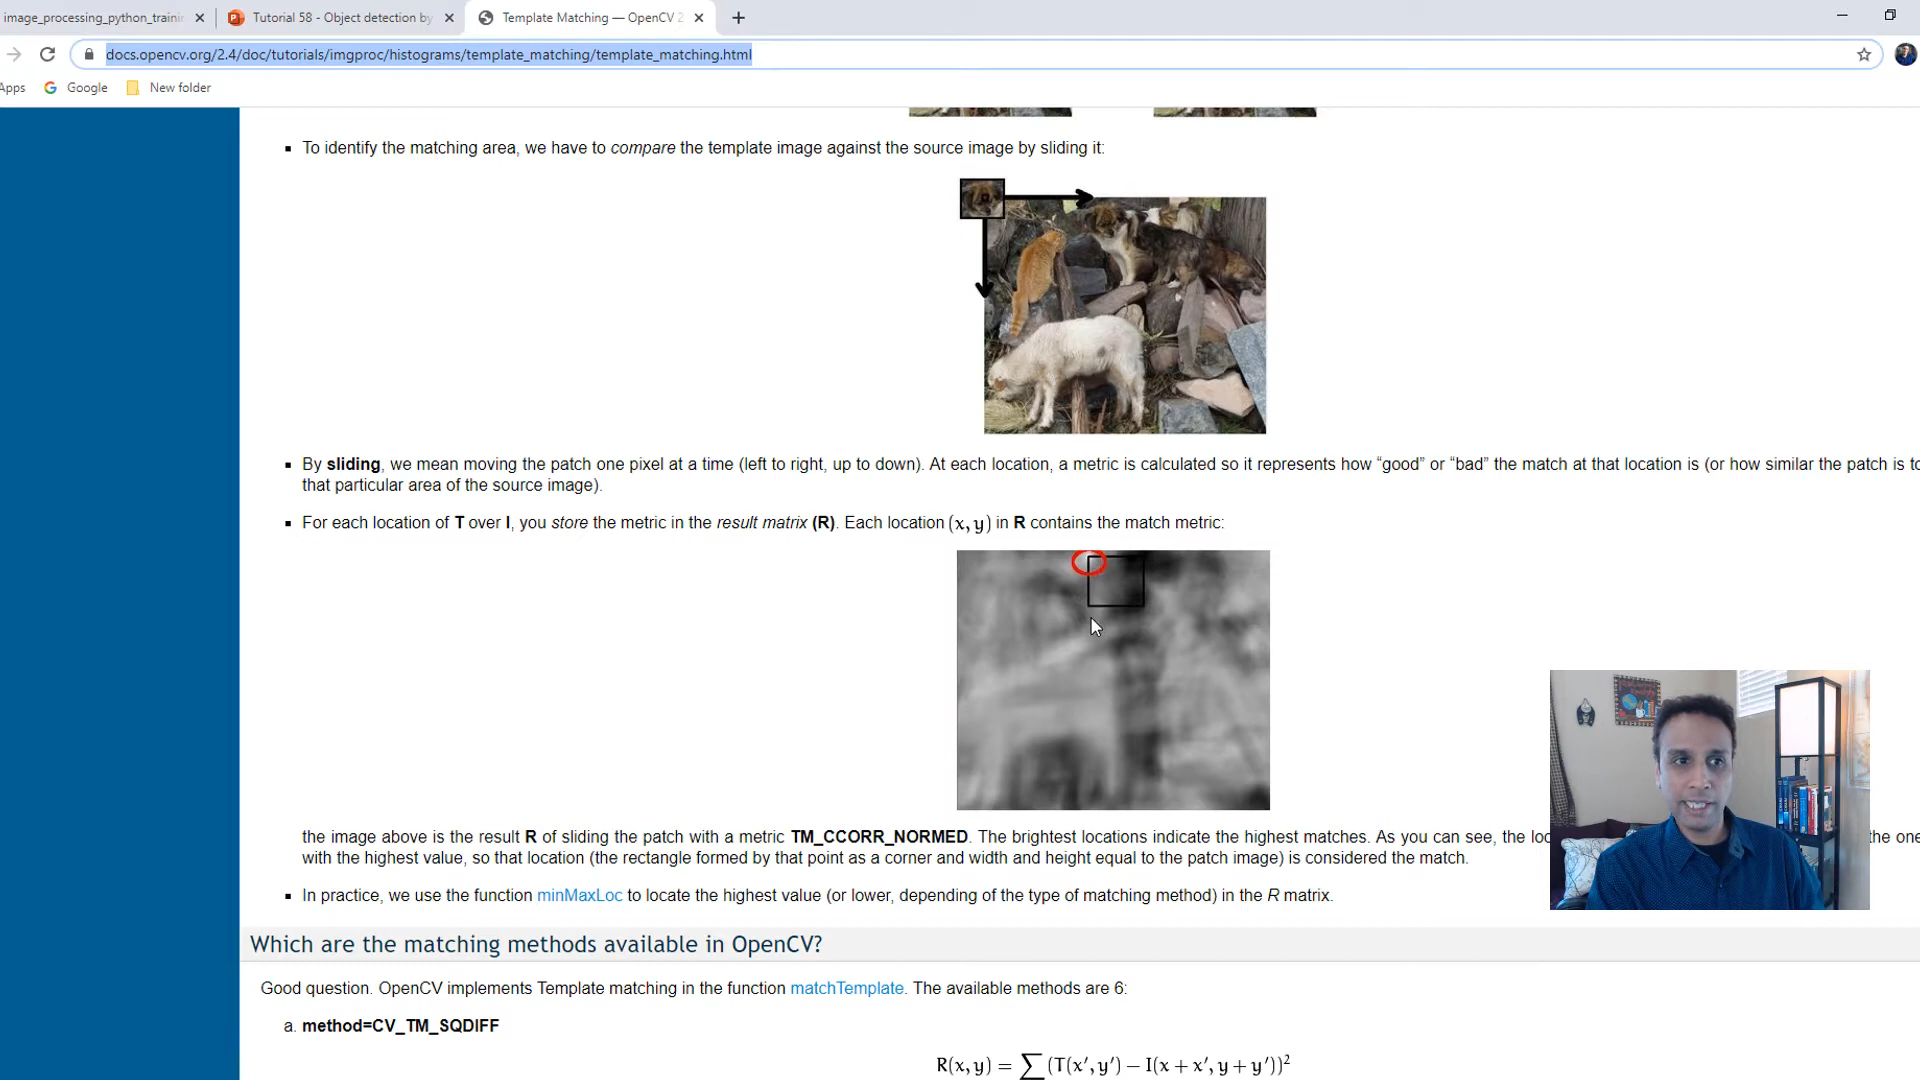 image_processing_python_traini
Tutorial 58 - Object detection by
Template Matching — OpenCV 2
docs.opencv.org/2.4/doc/tutorials/imgproc/histograms/template_matching/template_matching.html
Apps
Google
New folder
▪ To identify the matching area, we have to compare the template image against the source image by sliding it:
▪ By sliding, we mean moving the patch one pixel at a time (left to right, up to down). At each location, a metric is calculated so it represents how “good” or “bad” the match at that location is (or how similar the patch is to
that particular area of the source image).
▪ For each location of T over I, you store the metric in the result matrix (R). Each location (x, y) in R contains the match metric:
the image above is the result R of sliding the patch with a metric TM_CCORR_NORMED. The brightest locations indicate the highest matches. As you can see, the the one
with the highest value, so that location (the rectangle formed by that point as a corner and width and height equal to the patch image) is considered the match.
▪ In practice, we use the function minMaxLoc to locate the highest value (or lower, depending of the type of matching method) in the R matrix.
Which are the matching methods available in OpenCV?
Good question. OpenCV implements Template matching in the function matchTemplate. The available methods are 6:
a. method=CV_TM_SQDIFF
R(x, y) = ∑ (T(x′, y′) − I(x + x′, y + y′))²